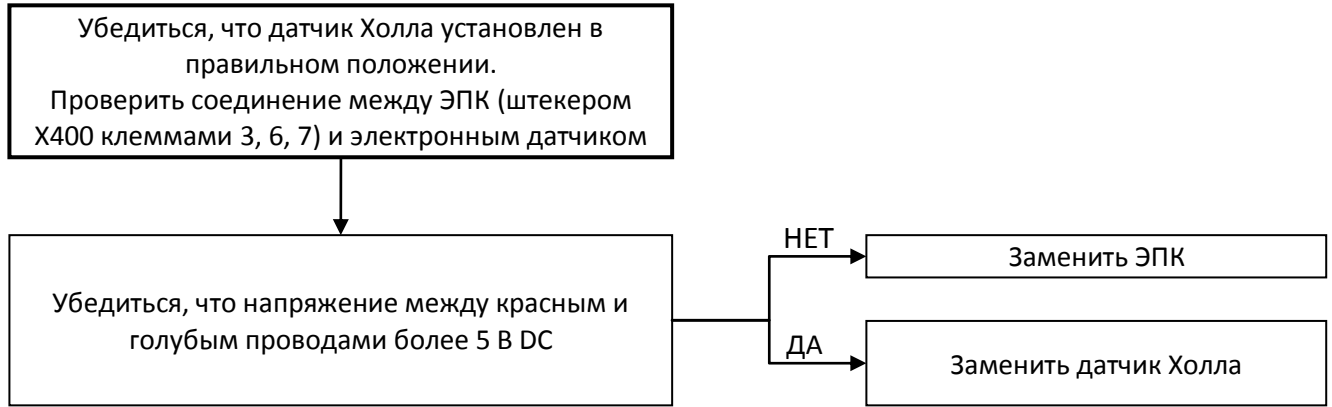 Убедиться, что датчик Холла установлен в
правильном положении.
Проверить соединение между ЭПК (штекером
Х400 клеммами 3, 6, 7) и электронным датчиком
Убедиться, что напряжение между красным и
голубым проводами более 5 В DC
НЕТ
Заменить ЭПК
ДА
Заменить датчик Холла